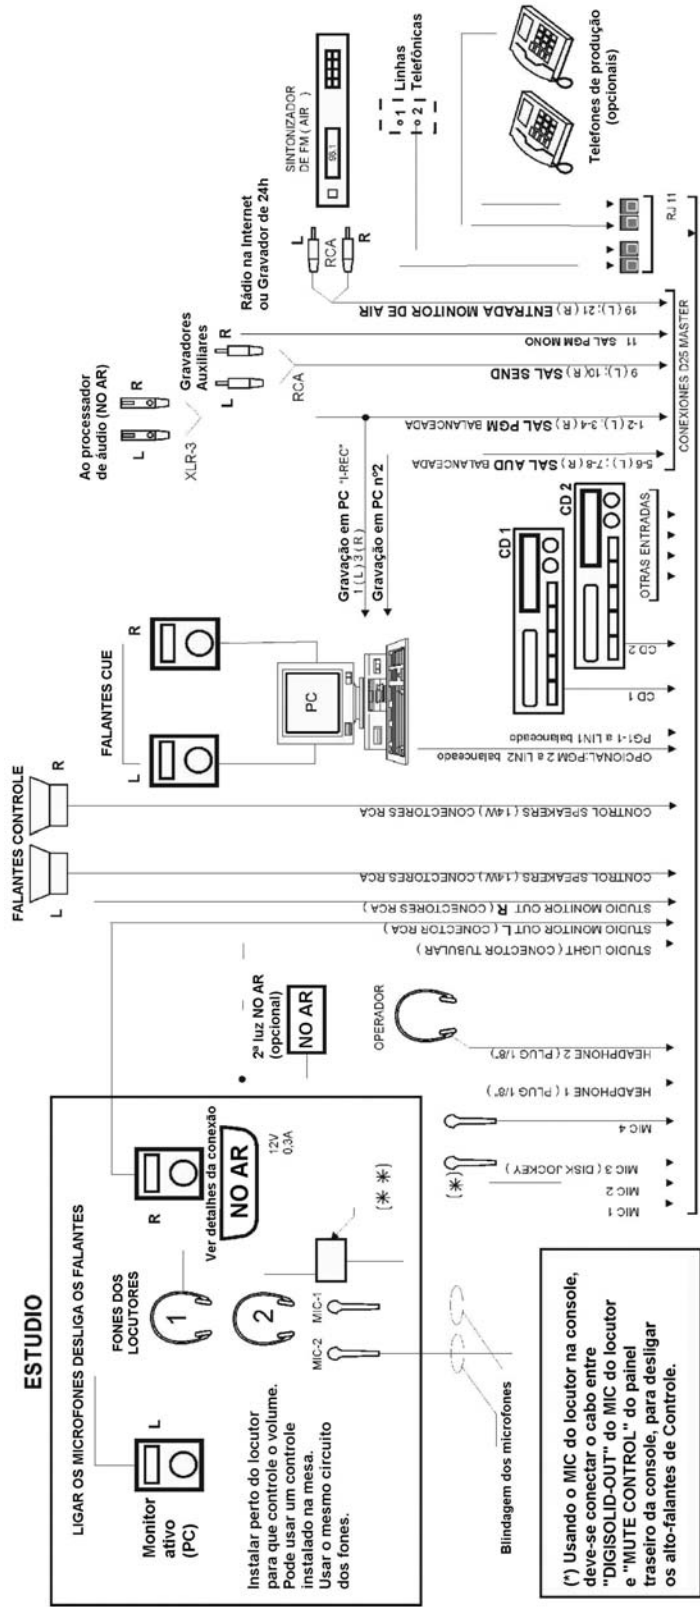 ESTUDIO
LIGAR OS MICROFONES DESLIGA OS FALANTES
Monitor
ativo
(PC)
L
FONES DOS
LOCUTORES
1
2
R
Ver detalhes da conexão
NO AR
12V
0,3A
Instalar perto do locutor
para que controle o volume.
Pode usar um controle
instalado na mesa.
Usar o mesmo circuito
dos fones.
MIC-2
MIC-1
(**)
Blindagem dos microfones
(*) Usando o MIC do locutor na console,
deve-se conectar o cabo entre
"DIGISOLID-OUT" do MIC do locutor
e "MUTE CONTROL" do painel
traseiro da console, para desligar
os alto-falantes de Controle.
2ª luz NO AR
(opcional)
NO AR
OPERADOR
(*)
MIC 1
MIC 2
MIC 3 ( DISK JOCKEY )
MIC 4
HEADPHONE 1 ( PLUG 1/8" )
HEADPHONE 2 ( PLUG 1/8")
STUDIO LIGHT ( CONECTOR TUBULAR )
STUDIO MONITOR OUT L ( CONECTOR RCA )
STUDIO MONITOR OUT R ( CONECTORES RCA )
CONTROL SPEAKERS ( 14W ) CONECTORES RCA
CONTROL SPEAKERS ( 14W ) CONECTORES RCA
FALANTES CONTROLE
L
R
FALANTES CUE
L
R
PC
OPCIONAL:PGM 2 a LIN2 balanceado
PG1-1 a LIN1 balanceado
CD 1
CD 2
CD 1
CD 2
OTRAS ENTRADAS
Gravação em PC "I-REC"
1 ( L ) 3 ( R )
Gravação em PC nº2
Ao processador
de áudio (NO AR)
L
R
XLR-3
Gravadores
Auxiliares
L
R
RCA
Rádio na Internet
ou Gravador de 24h
L
RCA
R
SINTONIZADOR
DE FM ( AIR )
95.1
1
Linhas
2
Telefônicas
Telefones de produção
(opcionais)
RJ 11
5-6 ( L ) ; 7-8 ( R ) SAL AUD BALANCEADA
1-2 ( L ) ; 3-4 ( R ) SAL PGM BALANCEADA
9 ( L ) ; 10( R ) SAL SEND
11 SAL PGM MONO
19 ( L ) ; 21 ( R ) ENTRADA MONITOR DE AIR
CONEXIONES D25 MASTER